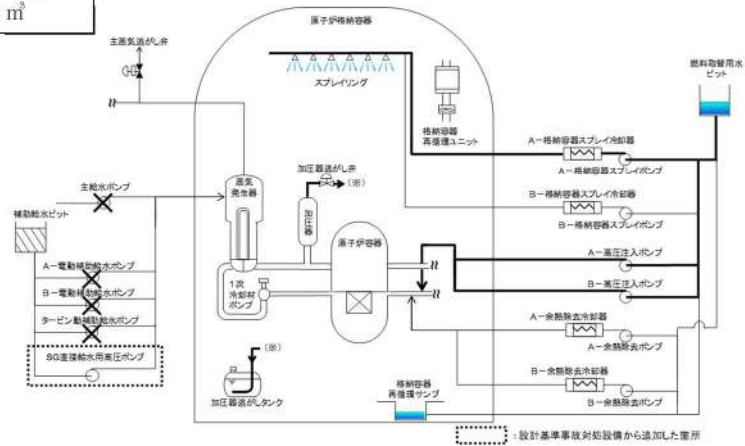 m³
原子炉格納容器
主蒸気逃がし弁
スプレイリング
燃料取替用水
ピット
格納容器
再循環ユニット
A-格納容器スプレイ冷却器
A-格納容器スプレイポンプ
主給水ポンプ
蒸気
発生器
加圧器逃がし弁
(※)
加圧器
B-格納容器スプレイ冷却器
B-格納容器スプレイポンプ
補助給水ピット
原子炉容器
A-高圧注入ポンプ
A-電動補助給水ポンプ
B-電動補助給水ポンプ
1次
冷却材
ポンプ
B-高圧注入ポンプ
タービン動補助給水ポンプ
A-余熱除去冷却器
A-余熱除去ポンプ
SG直接給水用高圧ポンプ
(※)
加圧器逃がしタンク
格納容器
再循環サンプ
B-余熱除去冷却器
B-余熱除去ポンプ
:設計基準事故対処設備から追加した箇所